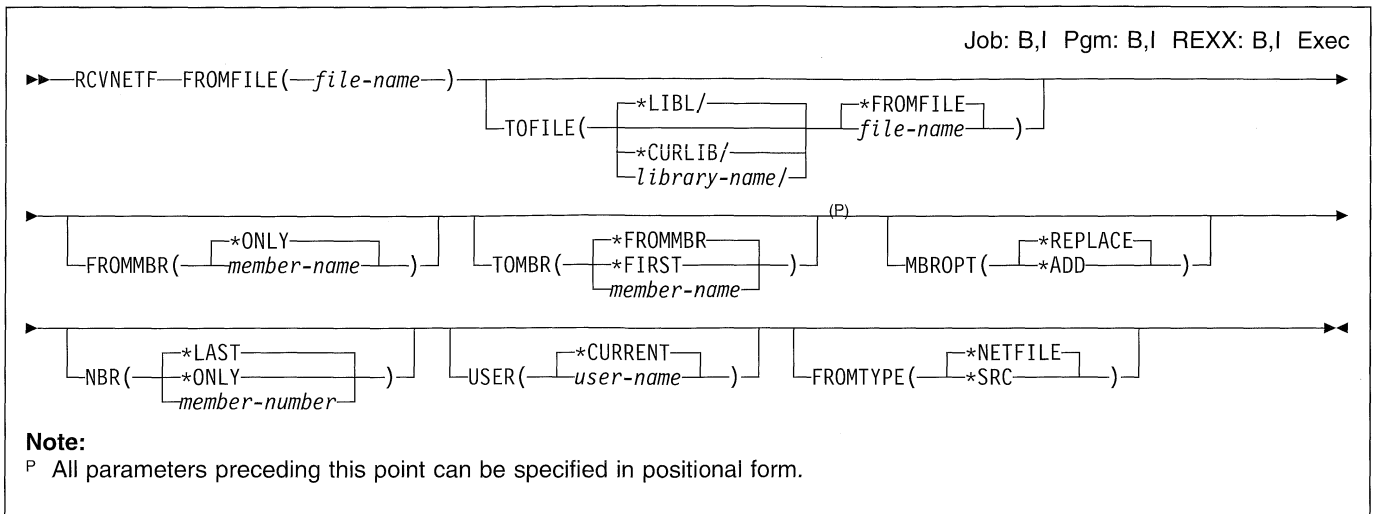 Job: B,I Pgm: B,I REXX: B,I Exec
RCVNETF FROMFILE( file-name )
TOFILE( *LIBL/ *CURLIB/ library-name/ *FROMFILE file-name )
FROMMBR( *ONLY member-name )
TOMBR( *FROMMBR *FIRST member-name )
(P)
MBROPT( *REPLACE *ADD )
NBR( *LAST *ONLY member-number )
USER( *CURRENT user-name )
FROMTYPE( *NETFILE *SRC )
Note:
P All parameters preceding this point can be specified in positional form.